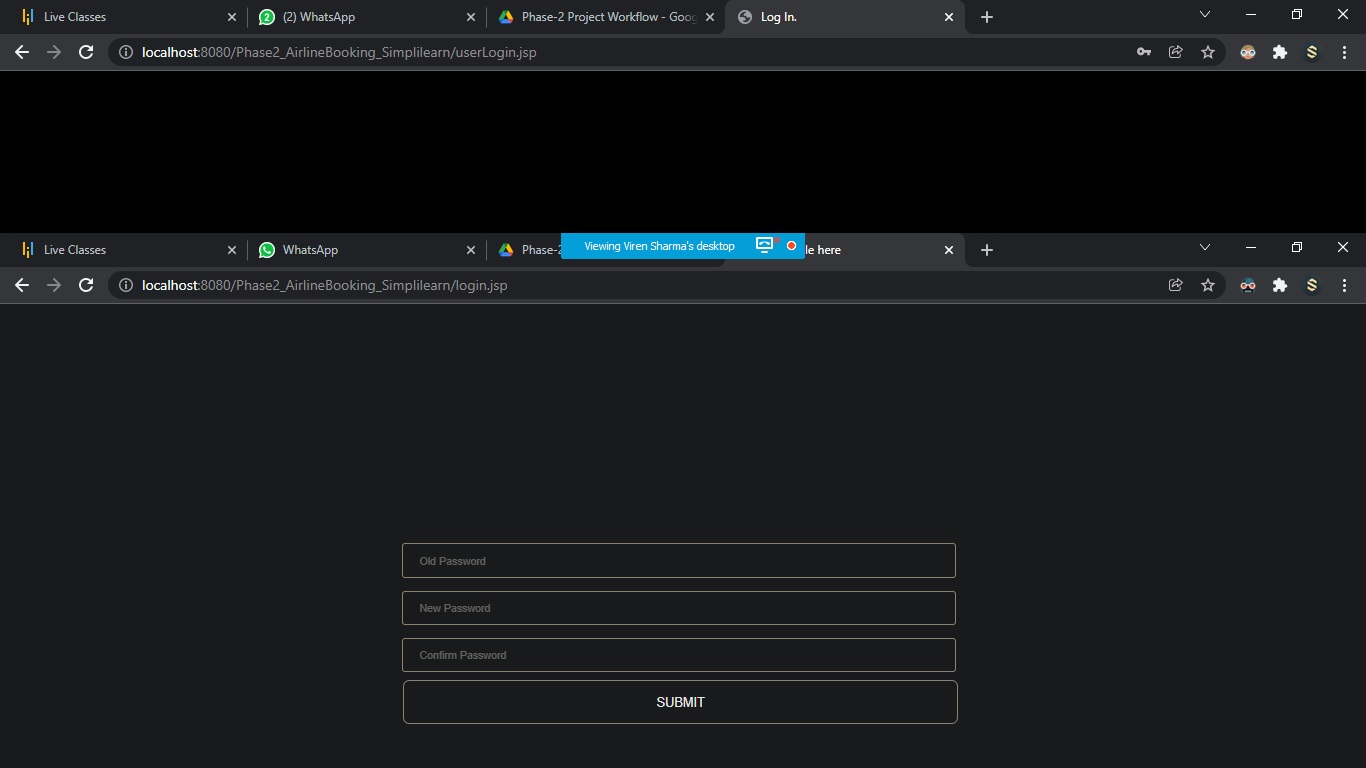 Live Classes
(2) WhatsApp
Phase-2 Project Workflow - Goog
Log In.
localhost:8080/Phase2_AirlineBooking_Simplilearn/userLogin.jsp
Live Classes
WhatsApp
Phase-2
Viewing Viren Sharma's desktop
le here
localhost:8080/Phase2_AirlineBooking_Simplilearn/login.jsp
Old Password
New Password
Confirm Password
SUBMIT